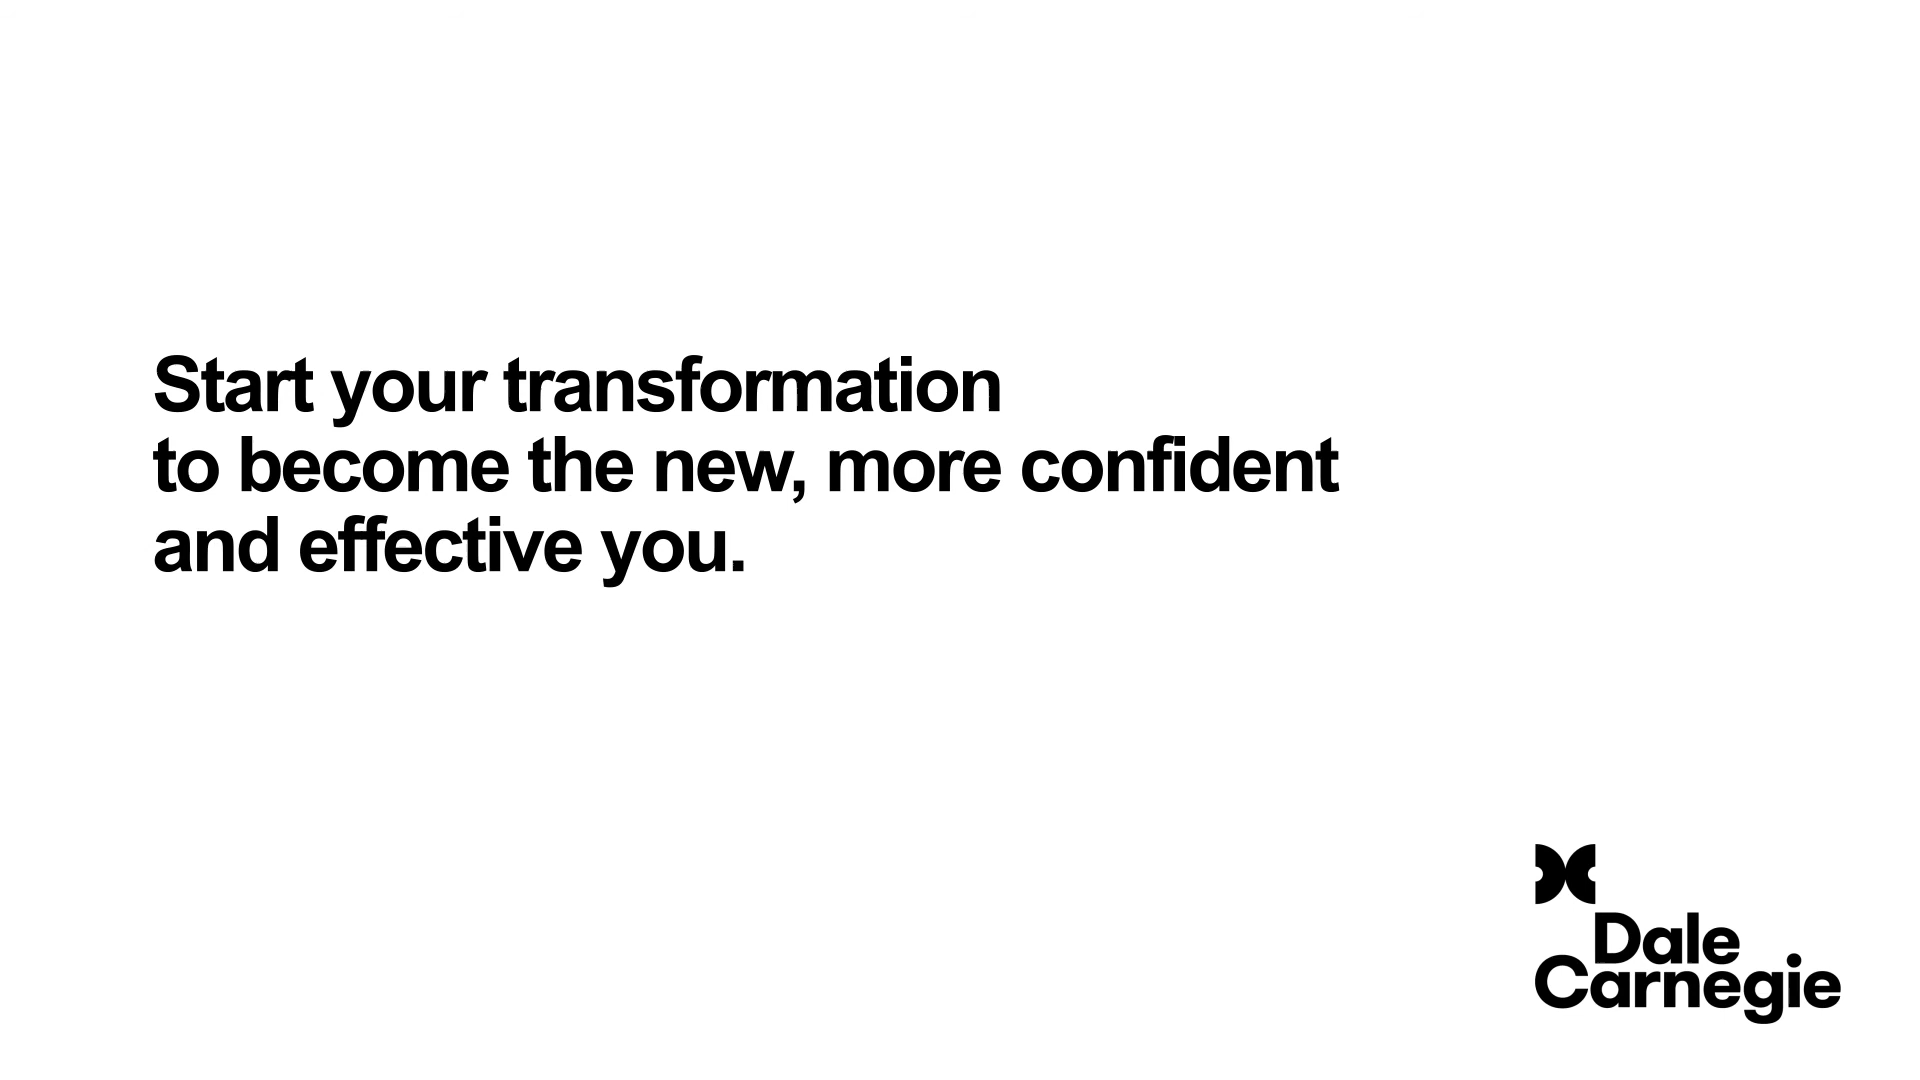 Start your transformation
to become the new, more confident
and effective you.
Dale
Carnegie